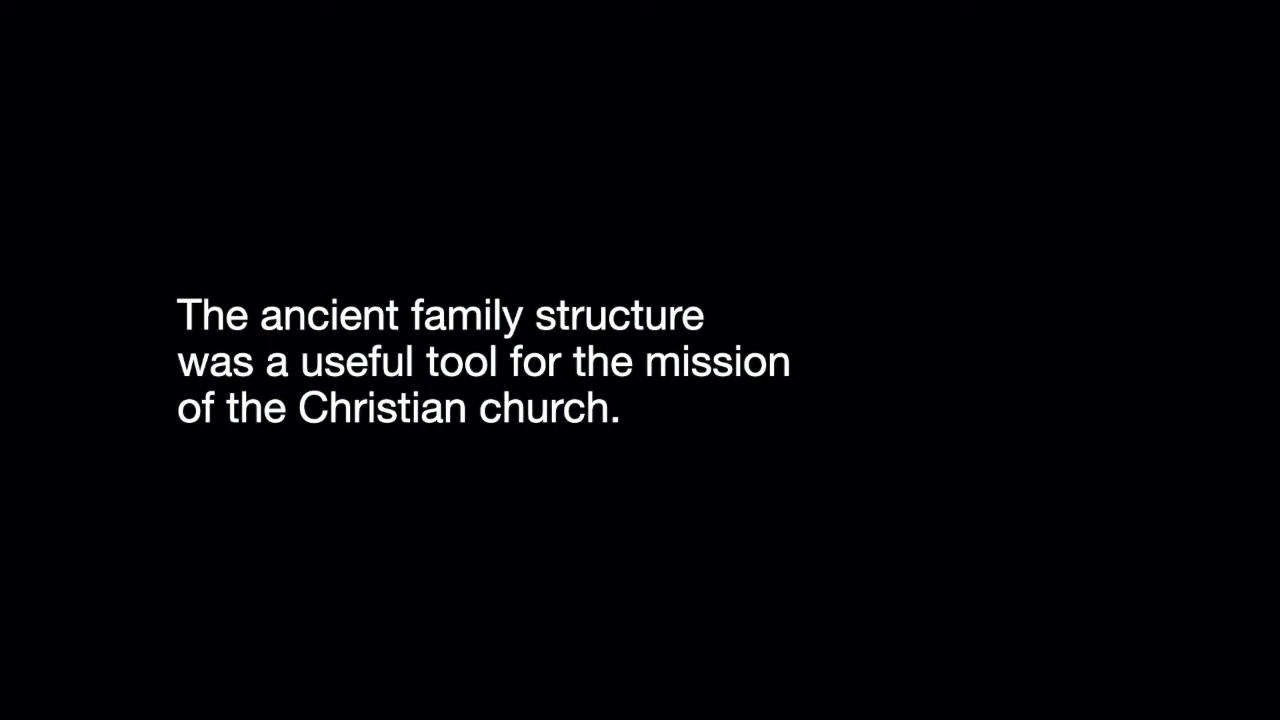 The ancient family structure
was a useful tool for the mission
of the Christian church.